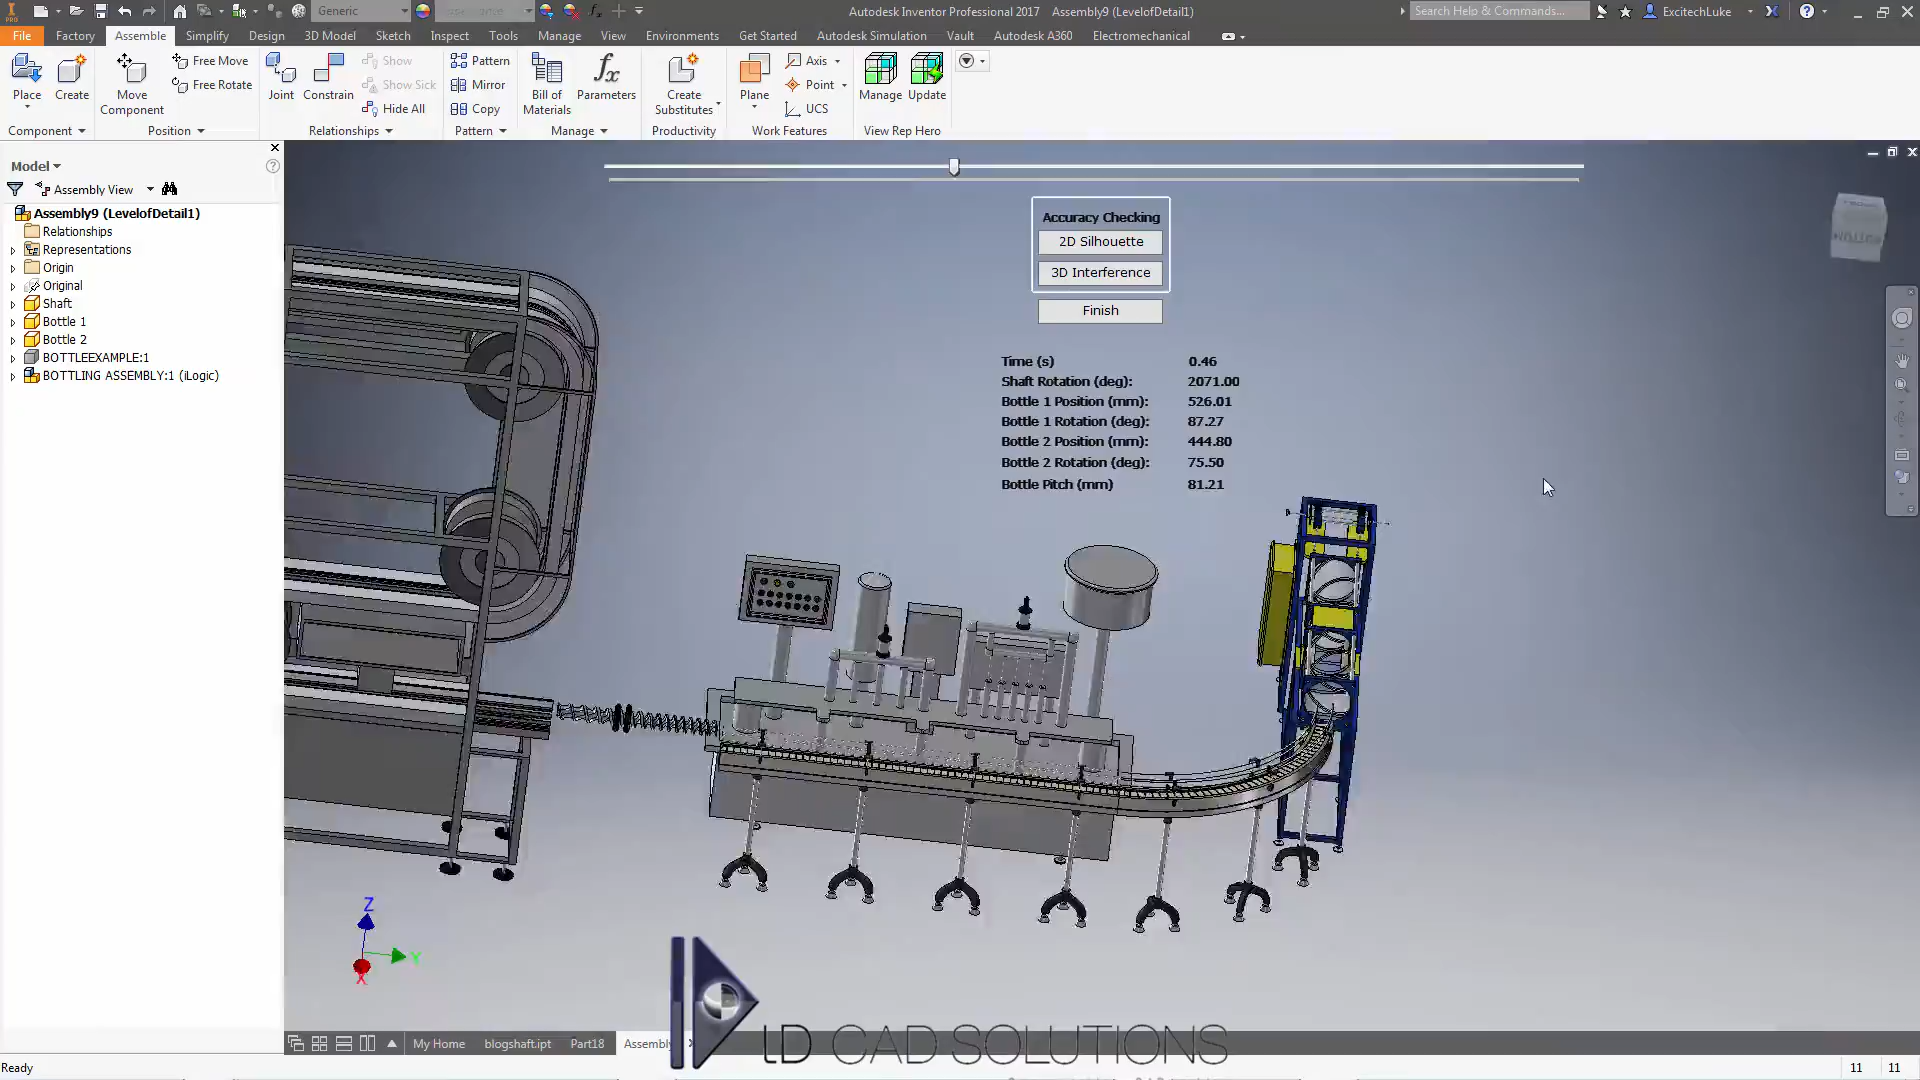 Generic
Autodesk Inventor Professional 2017 Assembly9 (LevelofDetail1)
Search Help & Commands...
ExcitechLuke
File Factory Assemble Simplify Design 3D Model Sketch Inspect Tools Manage View Environments Get Started Autodesk Simulation Vault Autodesk A360 Electromechanical
Place
Create
Move
Component
Free Move
Free Rotate
Joint
Constrain
Show
Show Sick
Hide All
Pattern
Mirror
Copy
Bill of
Materials
Parameters
Create
Substitutes
Plane
Axis
Point
UCS
Manage
Update
Component
Position
Relationships
Pattern
Manage
Productivity
Work Features
View Rep Hero
Model
Assembly View
Assembly9 (LevelofDetail1)
Relationships
Representations
Origin
Original
Shaft
Bottle 1
Bottle 2
BOTTLEEXAMPLE:1
BOTTLING ASSEMBLY:1 (iLogic)
Accuracy Checking
2D Silhouette
3D Interference
Finish
Time (s) 0.46
Shaft Rotation (deg): 2071.00
Bottle 1 Position (mm): 526.01
Bottle 1 Rotation (deg): 87.27
Bottle 2 Position (mm): 444.80
Bottle 2 Rotation (deg): 75.50
Bottle Pitch (mm) 81.21
Z
Y
X
My Home blogshaft.ipt Part18 Assembly
LD CAD SOLUTIONS
Ready
11 11